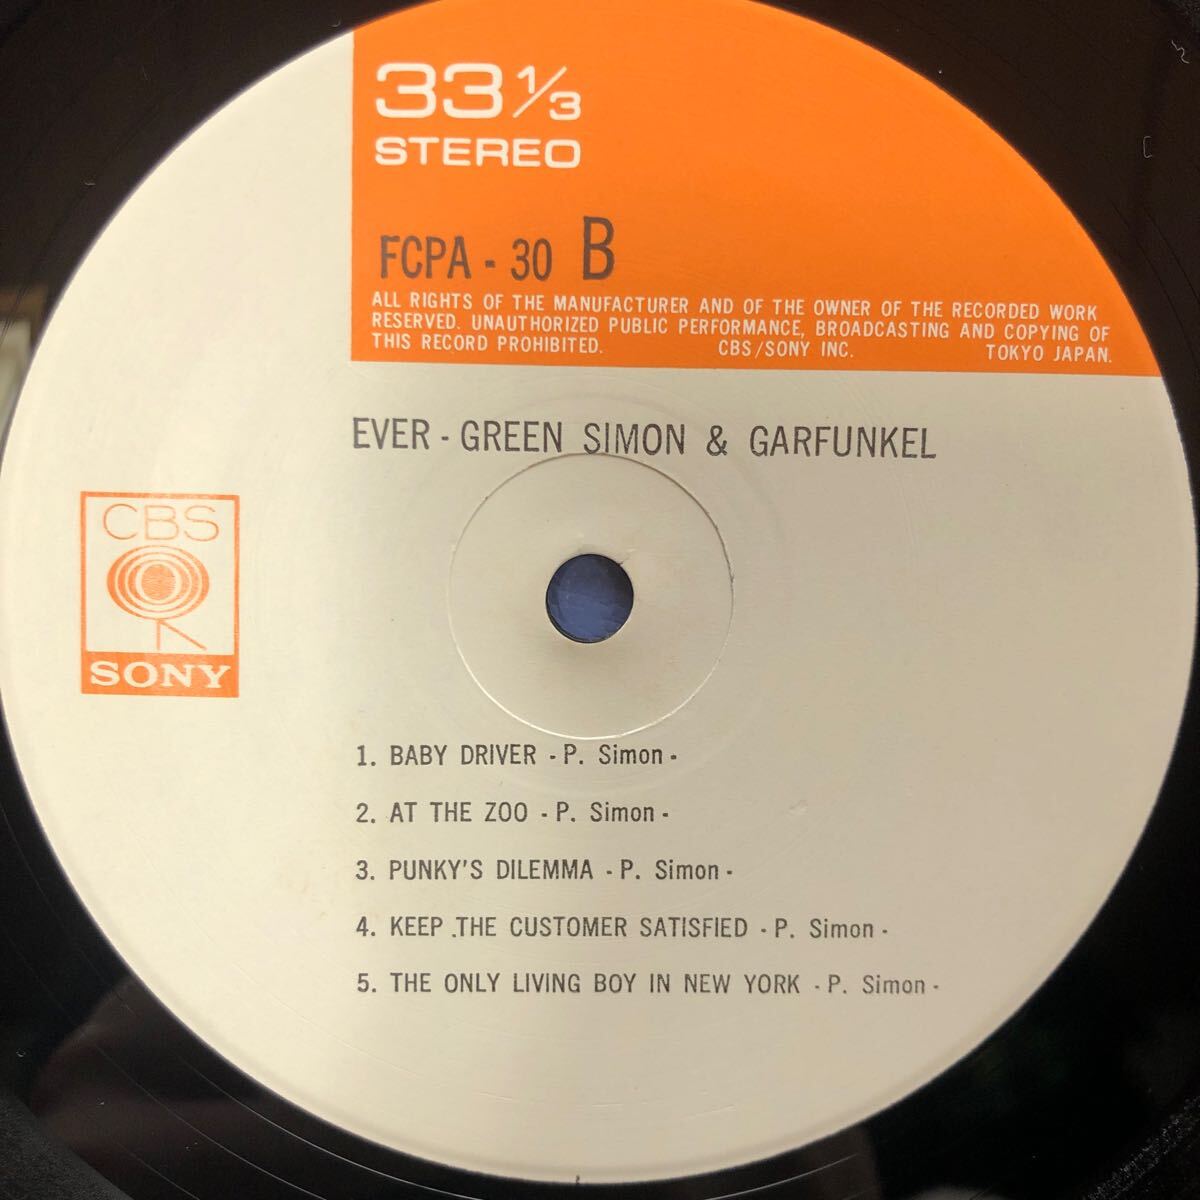 33 1/3
STEREO
FCPA - 30 B
ALL RIGHTS OF THE MANUFACTURER AND OF THE OWNER OF THE RECORDED WORK
RESERVED. UNAUTHORIZED PUBLIC PERFORMANCE, BROADCASTING AND COPYING OF
THIS RECORD PROHIBITED. CBS/SONY INC. TOKYO JAPAN.
EVER - GREEN SIMON & GARFUNKEL
CBS
SONY
1. BABY DRIVER - P. Simon -
2. AT THE ZOO - P. Simon -
3. PUNKY'S DILEMMA - P. Simon -
4. KEEP .THE CUSTOMER SATISFIED - P. Simon -
5. THE ONLY LIVING BOY IN NEW YORK - P. Simon -